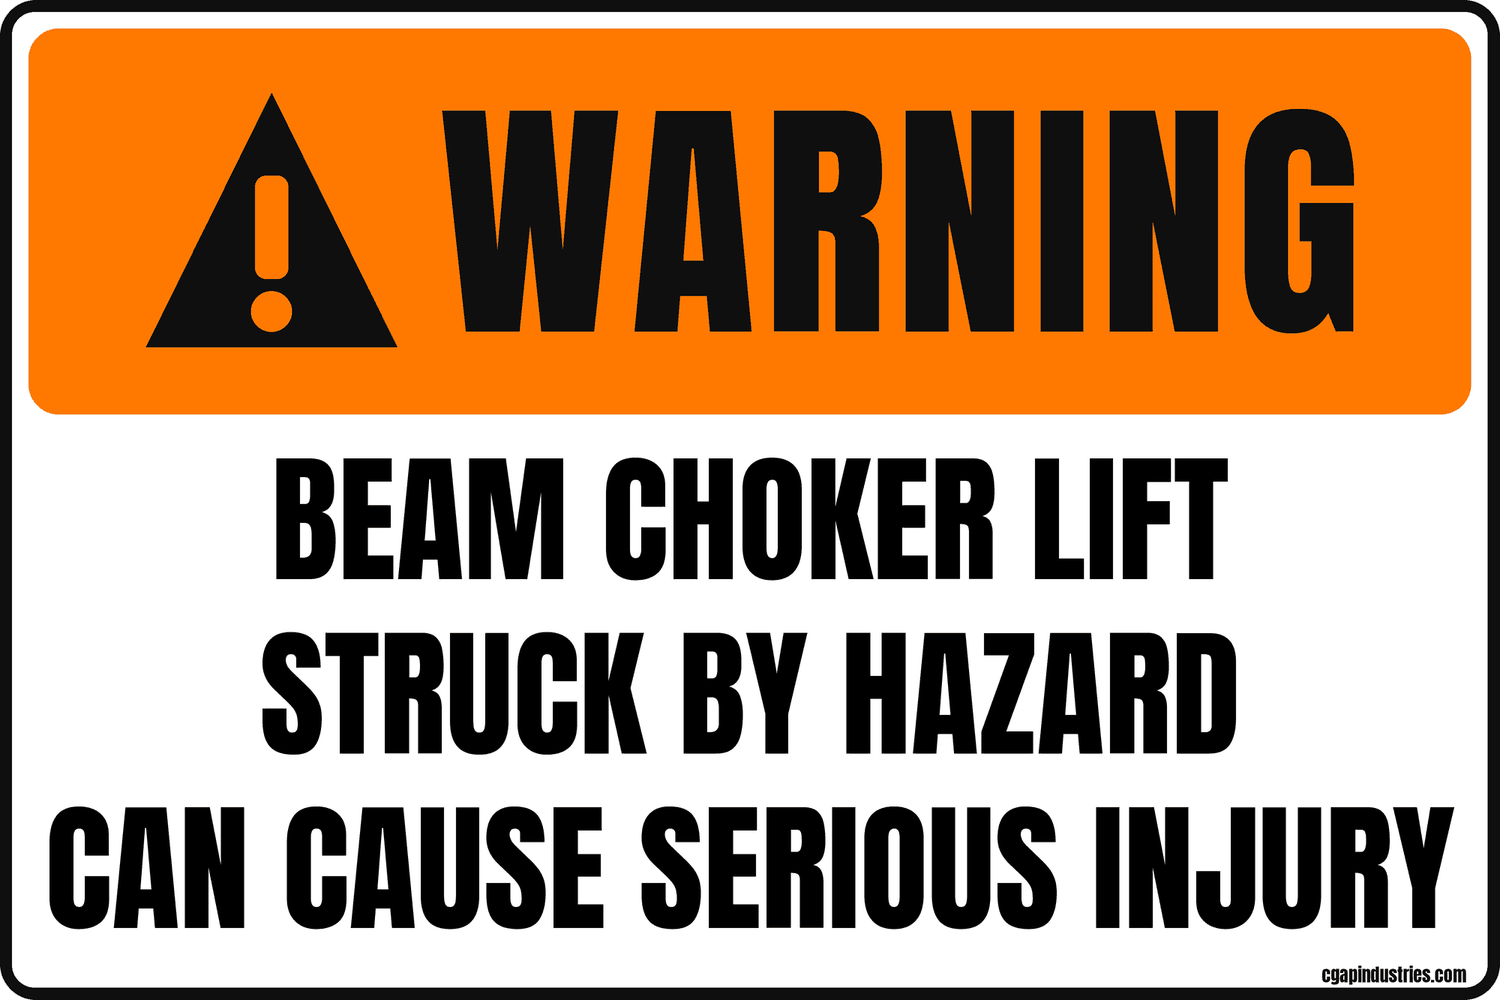 WARNING
BEAM CHOKER LIFT
STRUCK BY HAZARD
CAN CAUSE SERIOUS INJURY
cgapindustries.com